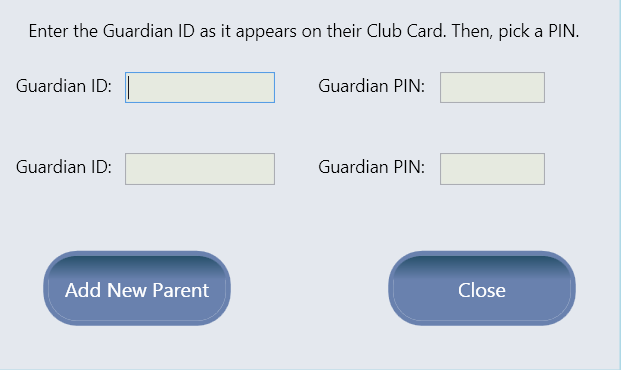 Enter the Guardian ID as it appears on their Club Card. Then, pick a PIN.
Guardian ID: Guardian PIN:
Guardian ID: Guardian PIN:
Add New Parent Close